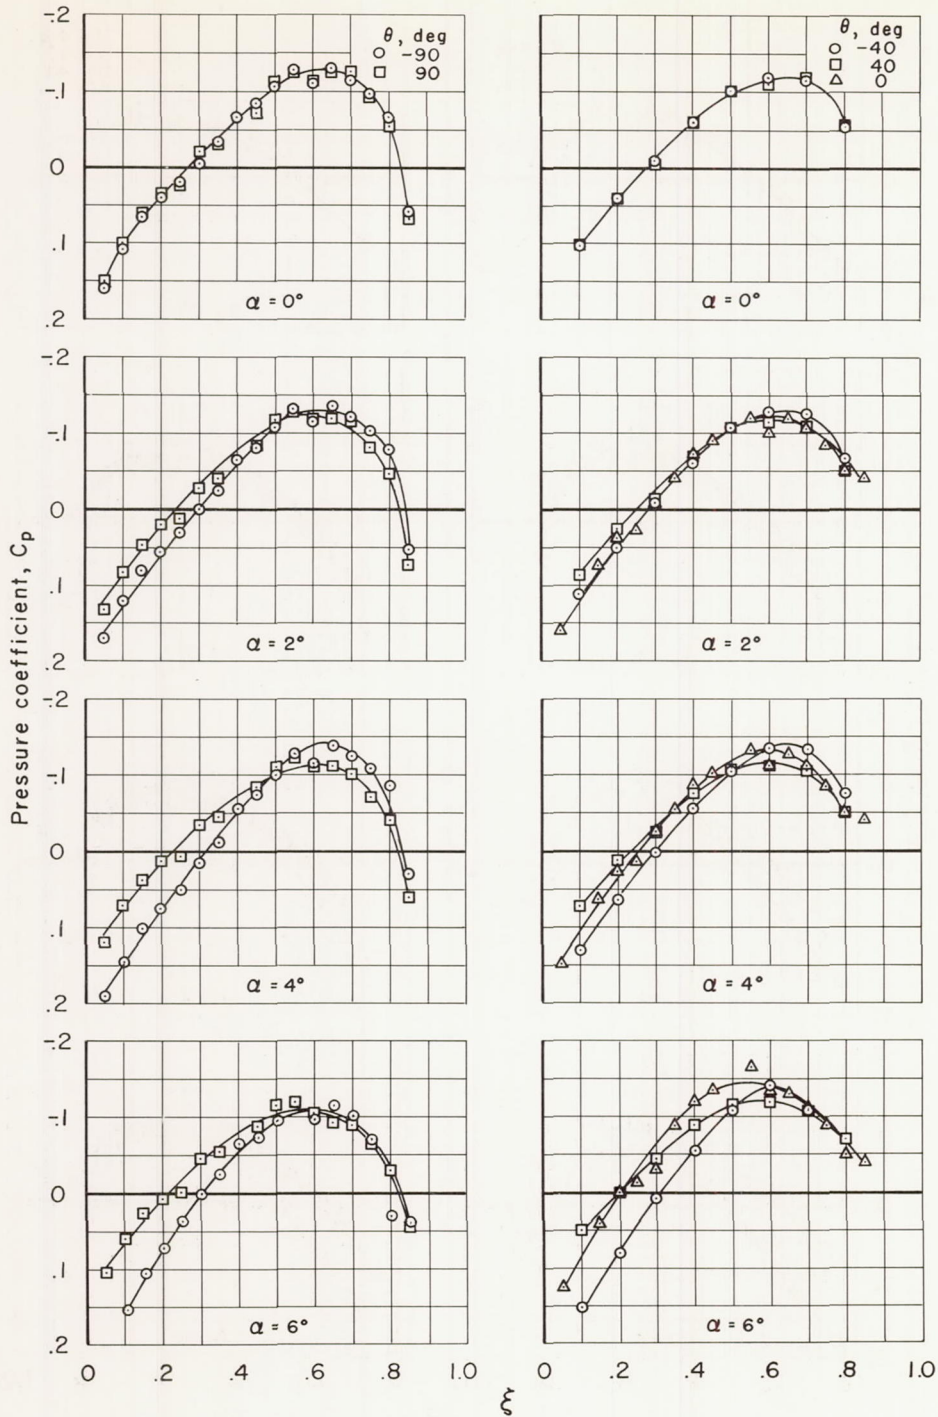 -.2
-.1
0
.1
.2
θ, deg
-90
90
α = 0°
θ, deg
-40
40
0
α = 0°
-.2
-.1
0
.1
.2
α = 2°
α = 2°
-.2
-.1
0
.1
.2
α = 4°
α = 4°
-.2
-.1
0
.1
.2
α = 6°
α = 6°
Pressure coefficient, Cp
0 .2 .4 .6 .8 1.0
0 .2 .4 .6 .8 1.0
ξ